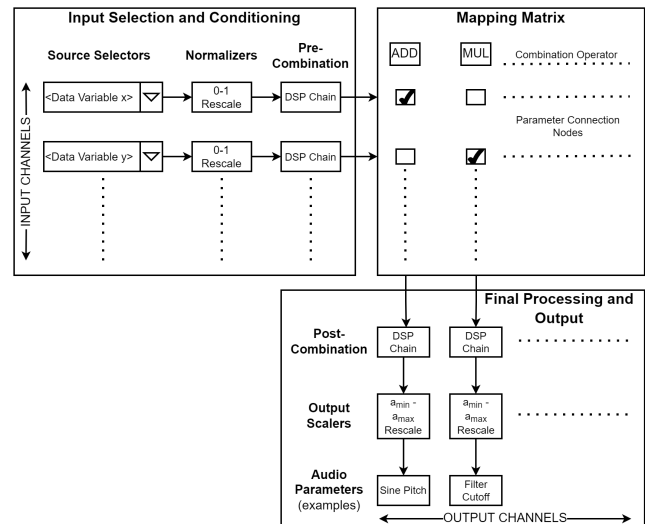 Input Selection and Conditioning
Source Selectors
Normalizers
Pre-
Combination
<Data Variable x>
0-1
Rescale
DSP Chain
<Data Variable y>
0-1
Rescale
DSP Chain
INPUT CHANNELS
Mapping Matrix
ADD
MUL
Combination Operator
Parameter Connection
Nodes
Final Processing and
Output
Post-
Combination
DSP
Chain
DSP
Chain
Output
Scalers
amin -
amax
Rescale
amin -
amax
Rescale
Audio
Parameters
(examples)
Sine Pitch
Filter
Cutoff
OUTPUT CHANNELS